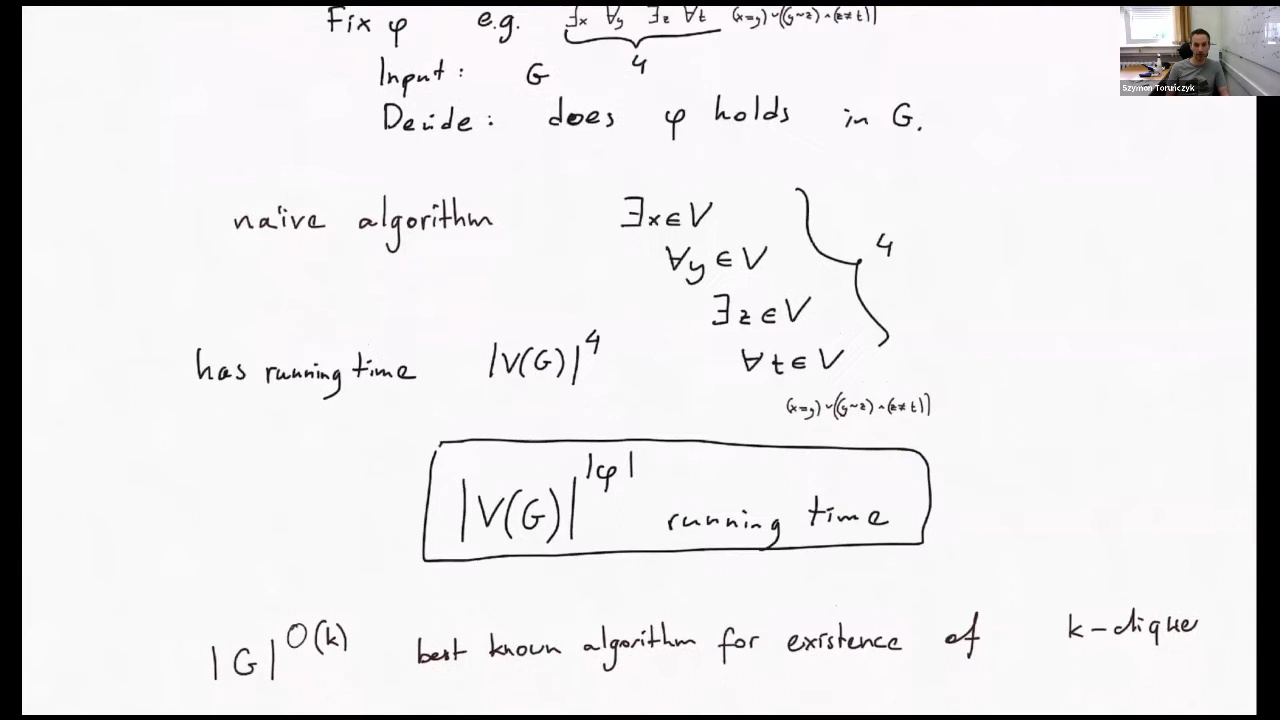 Fix φ e.g. ∃x ∀y ∃z ∀t (x=y) ∨ ((y~z) ∧ (z≠t))
4
Input: G
Decide: does φ holds in G.
naïve algorithm ∃x∈V
∀y∈V
4
∃z∈V
has running time |V(G)|^4 ∀t∈V
(x=y) ∨ ((y~z) ∧ (z≠t))
|V(G)|^|φ| running time
|G|^O(k) best known algorithm for existence of k-clique
Szymon Toruńczyk